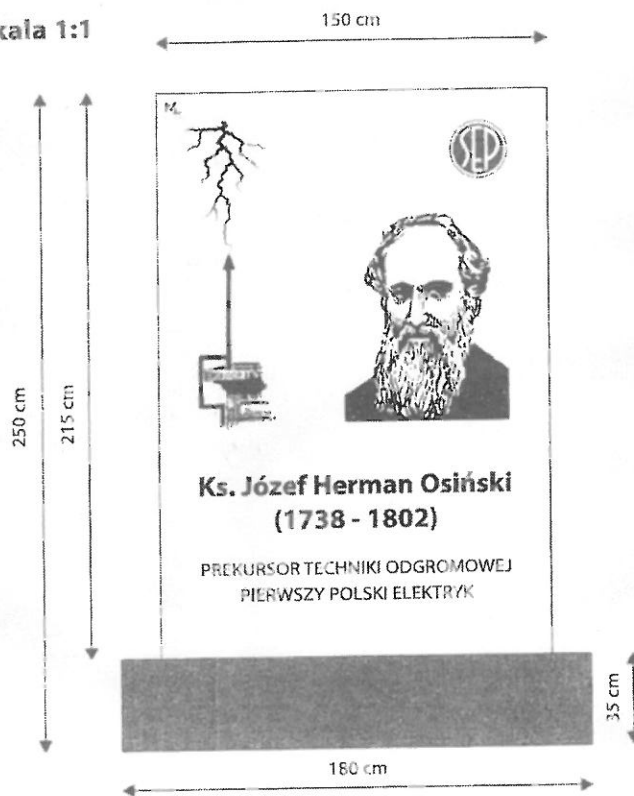 kala 1:1
150 cm
SEP
250 cm
215 cm
Ks. Józef Herman Osiński
(1738 - 1802)
PREKURSOR TECHNIKI ODGROMOWEJ
PIERWSZY POLSKI ELEKTRYK
35 cm
180 cm